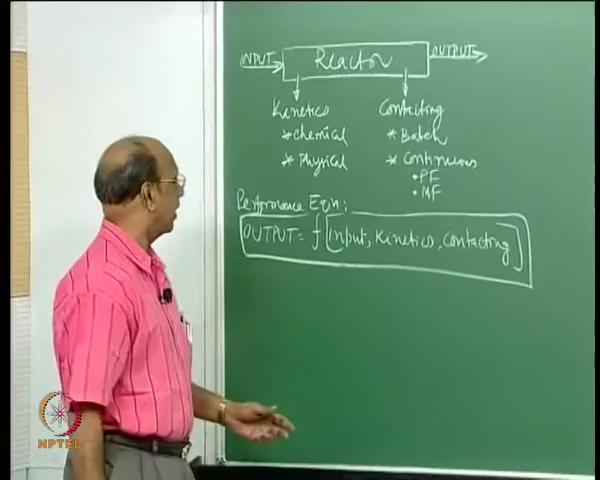 INPUT Reactor OUTPUT
Kinetics Contacting
* Chemical * Batch
* Physical * Continuous
• PF
• MF
Performance Eqn:
OUTPUT = f [Input, Kinetics, Contacting]
NPTEL